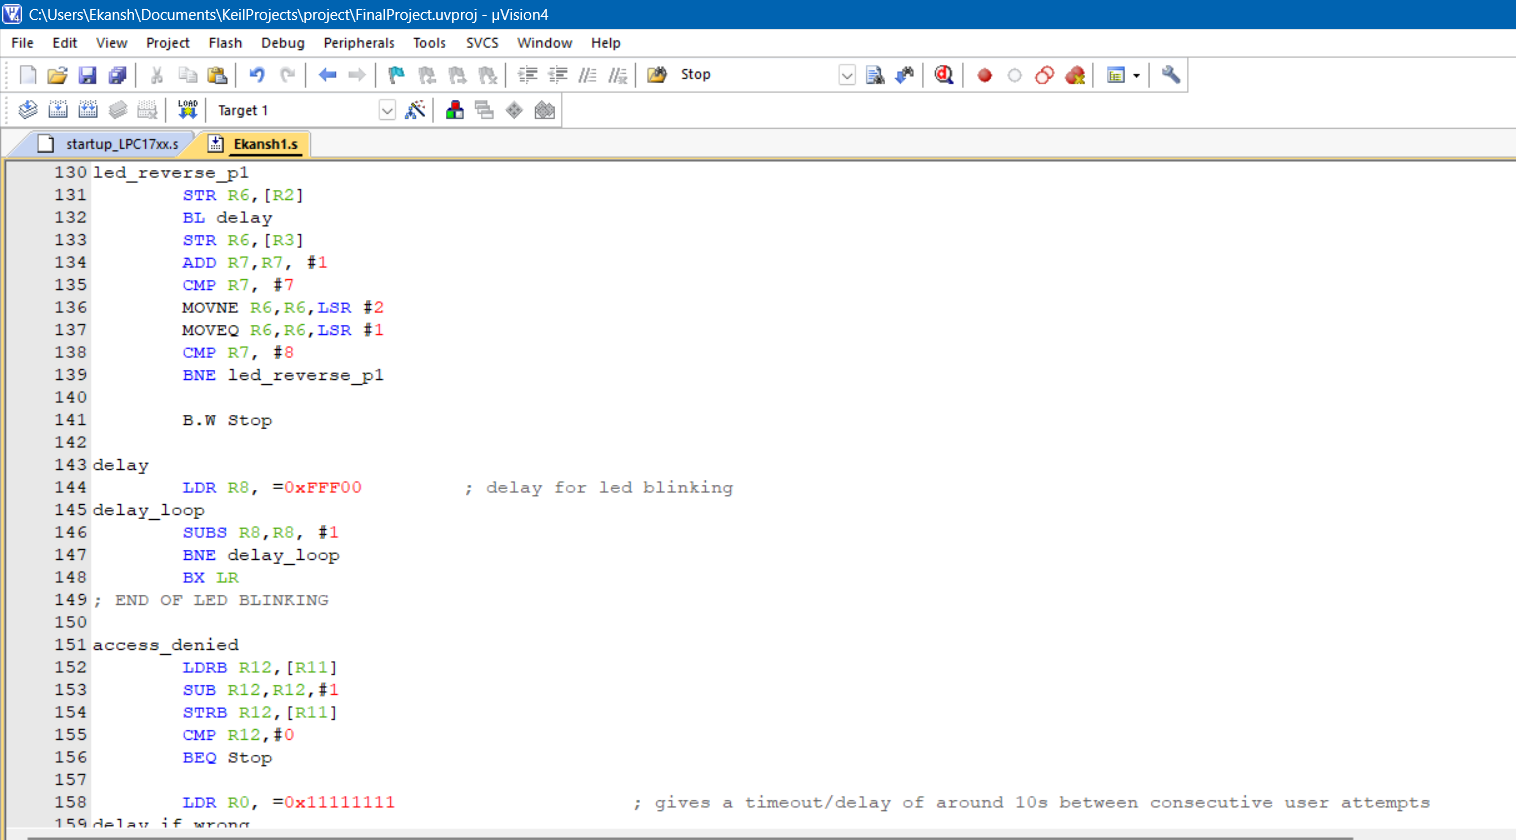 C:\Users\Ekansh\Documents\KeilProjects\project\FinalProject.uvproj - µVision4
File Edit View Project Flash Debug Peripherals Tools SVCS Window Help
Stop
LOAD Target 1
startup_LPC17xx.s Ekansh1.s
130 led_reverse_p1
131 STR R6,[R2]
132 BL delay
133 STR R6,[R3]
134 ADD R7,R7, #1
135 CMP R7, #7
136 MOVNE R6,R6,LSR #2
137 MOVEQ R6,R6,LSR #1
138 CMP R7, #8
139 BNE led_reverse_p1
140
141 B.W Stop
142
143 delay
144 LDR R8, =0xFFF00 ; delay for led blinking
145 delay_loop
146 SUBS R8,R8, #1
147 BNE delay_loop
148 BX LR
149 ; END OF LED BLINKING
150
151 access_denied
152 LDRB R12,[R11]
153 SUB R12,R12,#1
154 STRB R12,[R11]
155 CMP R12,#0
156 BEQ Stop
157
158 LDR R0, =0x11111111 ; gives a timeout/delay of around 10s between consecutive user attempts
159 delay_if_wrong